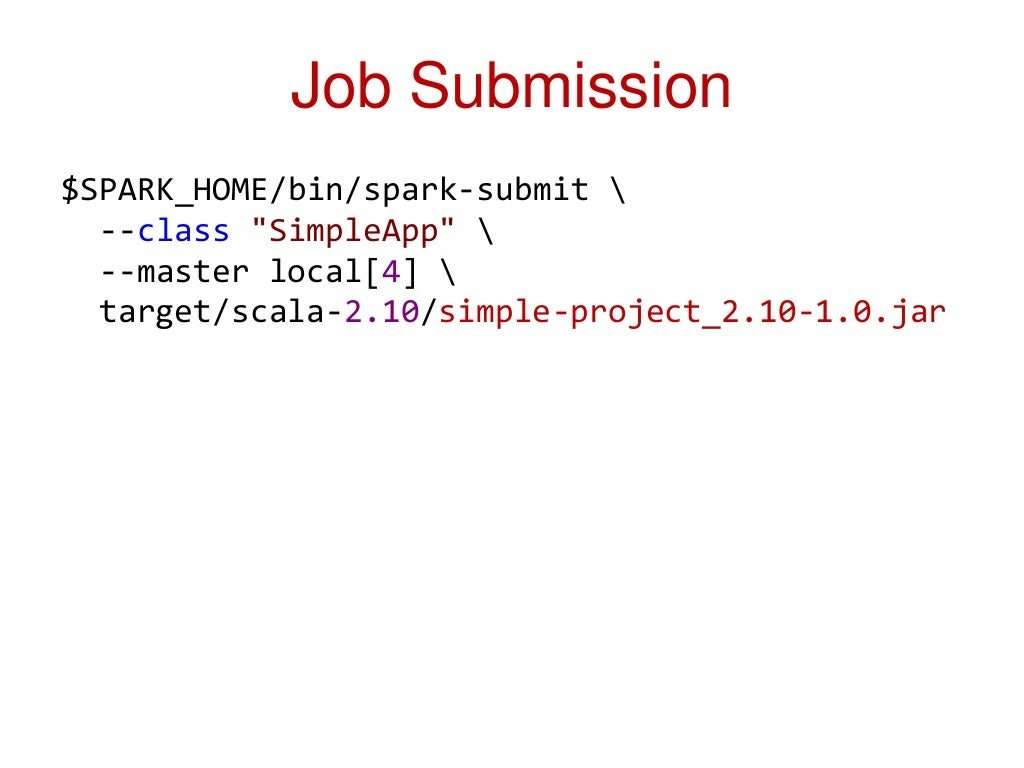 Job Submission
$SPARK_HOME/bin/spark-submit \
--class "SimpleApp" \
--master local[4] \
target/scala-2.10/simple-project_2.10-1.0.jar